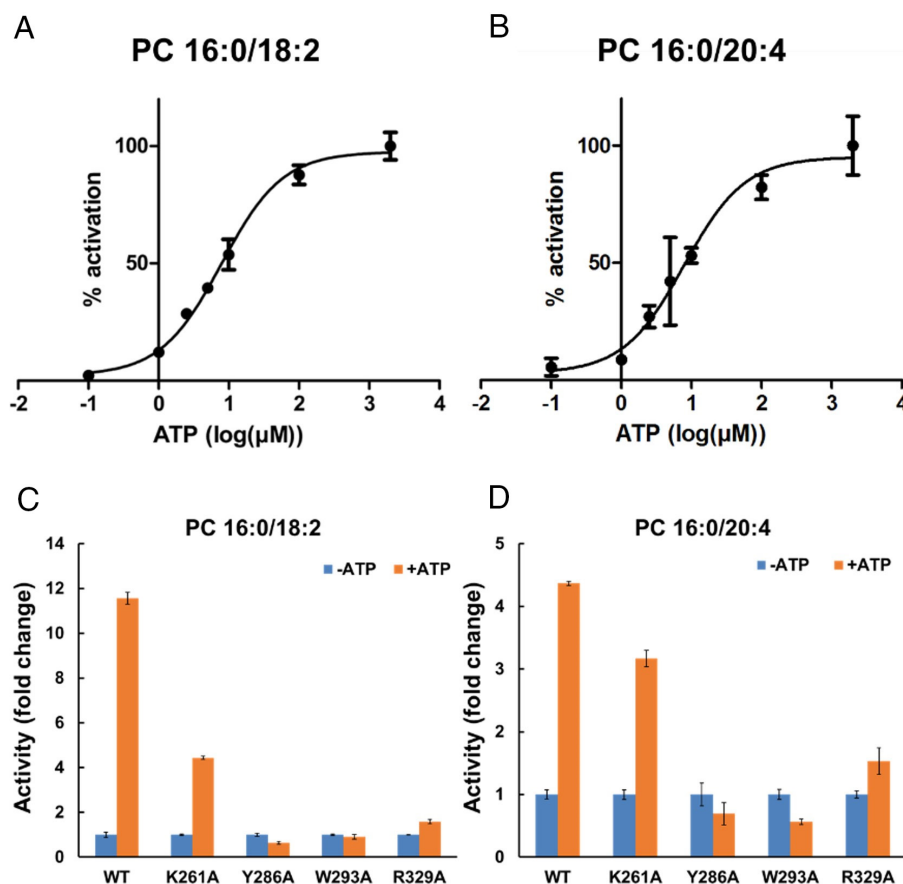 A
PC 16:0/18:2
% activation
100
50
-2 -1 0 1 2 3 4
ATP (log(µM))
B
PC 16:0/20:4
% activation
100
50
-2 -1 0 1 2 3 4
ATP (log(µM))
C
PC 16:0/18:2
-ATP +ATP
Activity (fold change)
14
12
10
8
6
4
2
0
WT K261A Y286A W293A R329A
D
PC 16:0/20:4
-ATP +ATP
Activity (fold change)
5
4
3
2
1
0
WT K261A Y286A W293A R329A